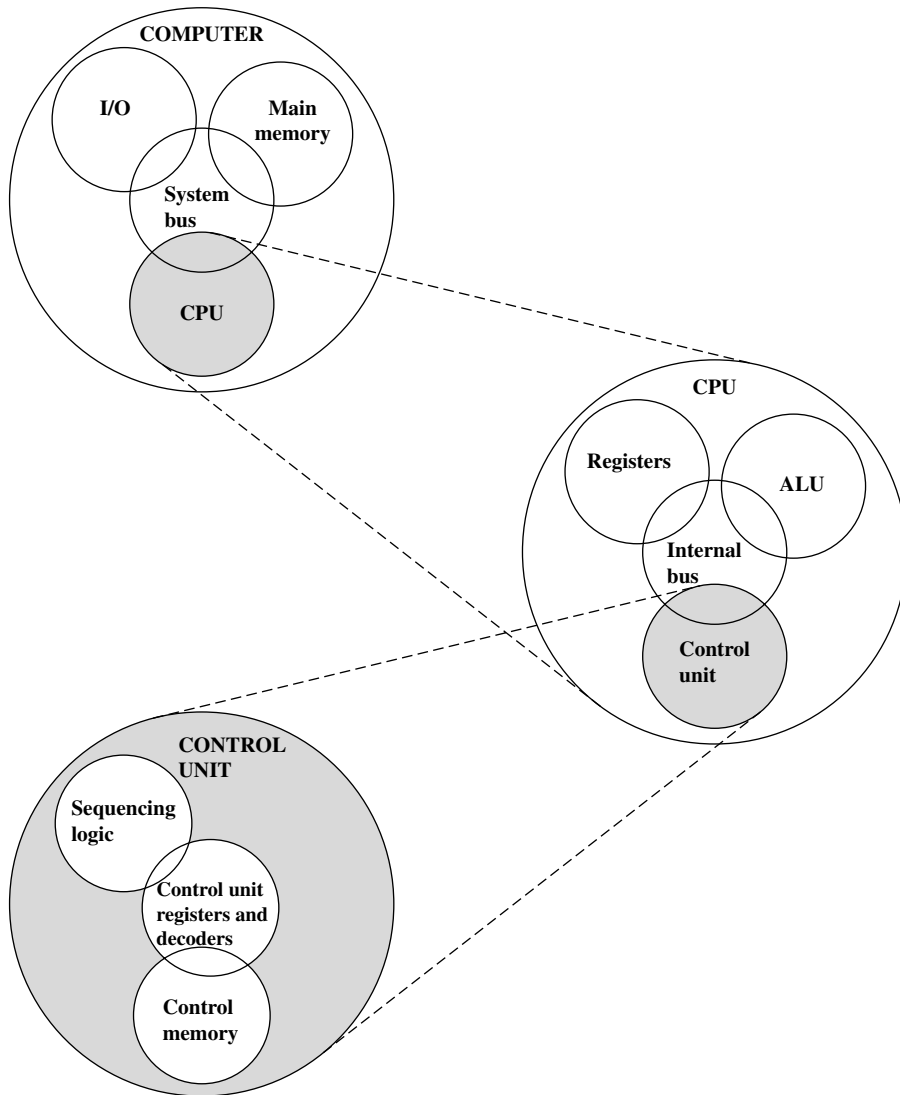 COMPUTER
I/O
Main
memory
System
bus
CPU
CPU
Registers
ALU
Internal
bus
Control
unit
CONTROL
UNIT
Sequencing
logic
Control unit
registers and
decoders
Control
memory